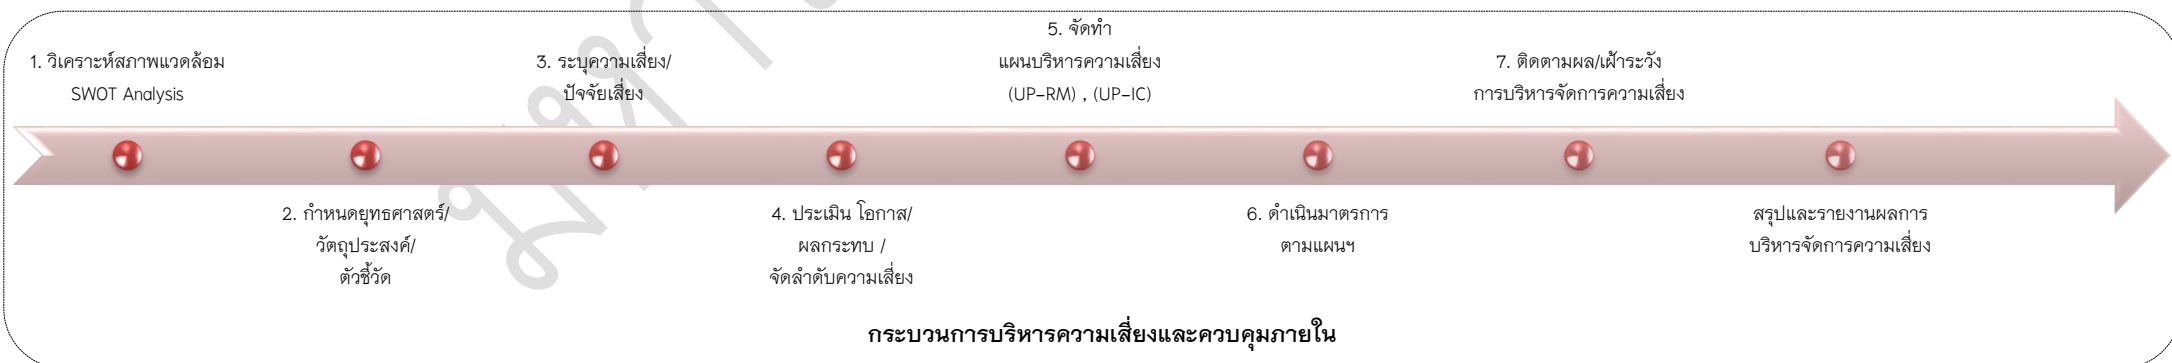 1. วิเคราะห์สภาพแวดล้อม
SWOT Analysis
2. กำหนดยุทธศาสตร์/
วัตถุประสงค์/
ตัวชี้วัด
3. ระบุความเสี่ยง/
ปัจจัยเสี่ยง
4. ประเมิน โอกาส/
ผลกระทบ /
จัดลำดับความเสี่ยง
5. จัดทำ
แผนบริหารความเสี่ยง
(UP-RM) , (UP-IC)
6. ดำเนินมาตรการ
ตามแผนฯ
7. ติดตามผล/เฝ้าระวัง
การบริหารจัดการความเสี่ยง
สรุปและรายงานผลการ
บริหารจัดการความเสี่ยง
กระบวนการบริหารความเสี่ยงและควบคุมภายใน